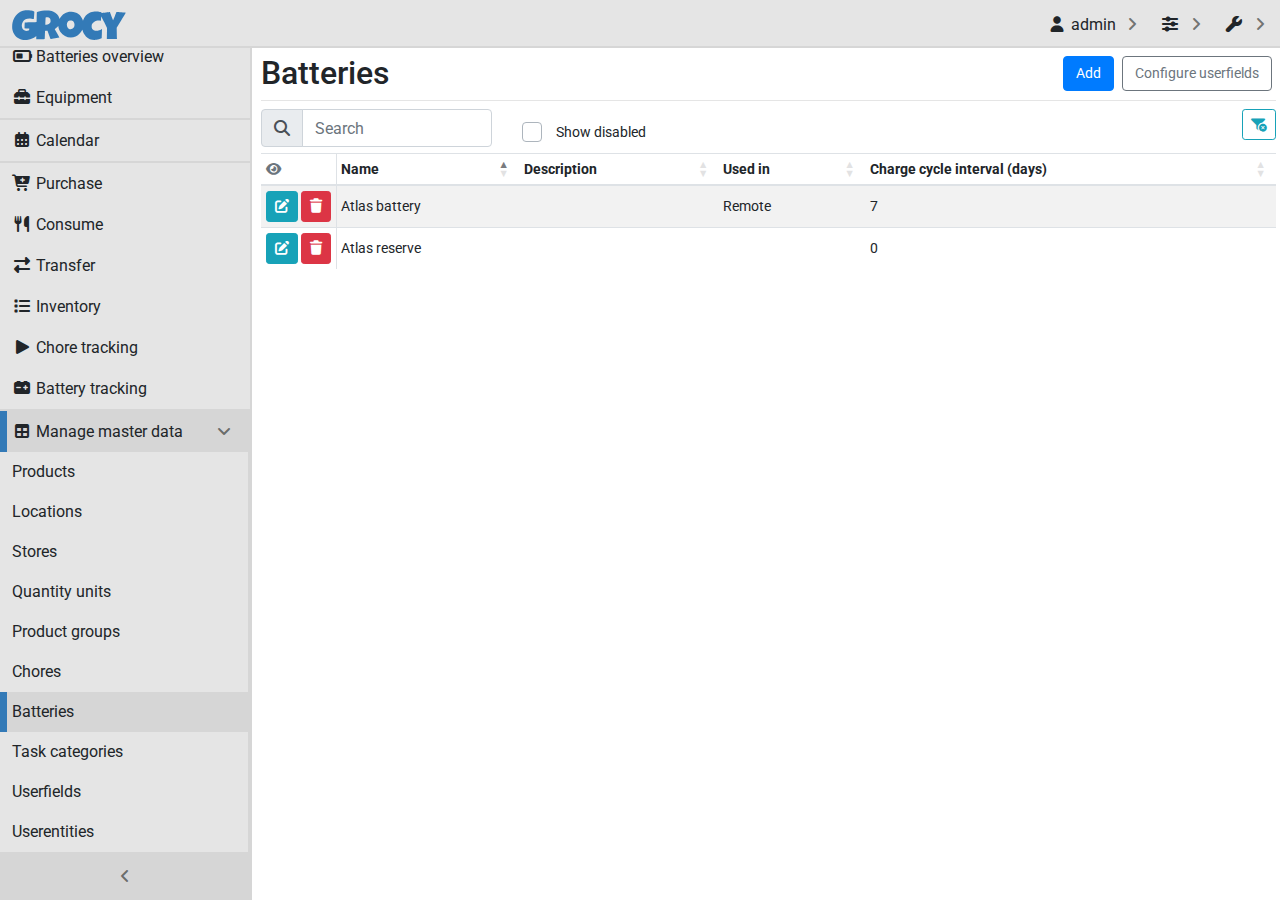 GROCY
admin
Batteries overview
Equipment
Calendar
Purchase
Consume
Transfer
Inventory
Chore tracking
Battery tracking
Manage master data
Products
Locations
Stores
Quantity units
Product groups
Chores
Batteries
Task categories
Userfields
Userentities
Batteries
Add
Configure userfields
Search
Show disabled
Name Description Used in Charge cycle interval (days)
Atlas battery Remote 7
Atlas reserve 0